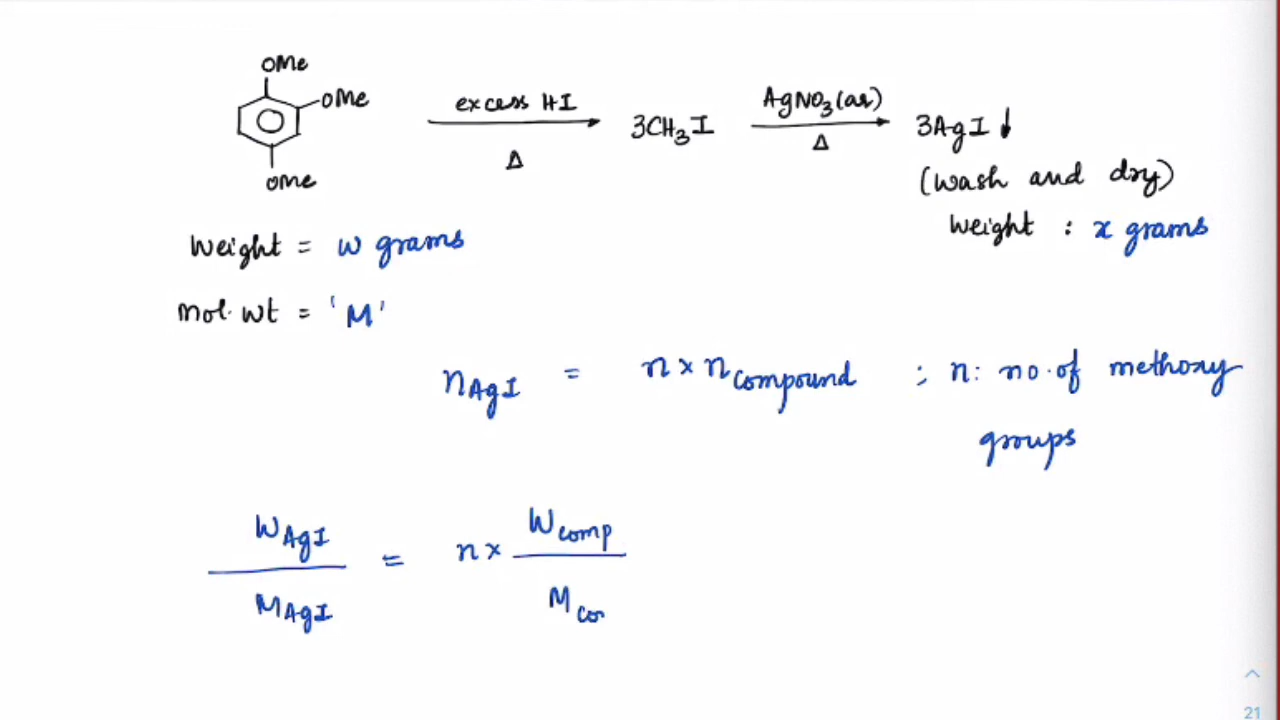 OMe
OMe
OMe
excess HI
Δ
3CH₃I
AgNO₃(aq)
Δ
3AgI ↓
(wash and dry)
Weight : x grams
Weight = w grams
mol. wt = 'M'
nAgI = n × ncompound ; n: no. of methoxy
groups
WAgI / MAgI = n × Wcomp / Mco
21